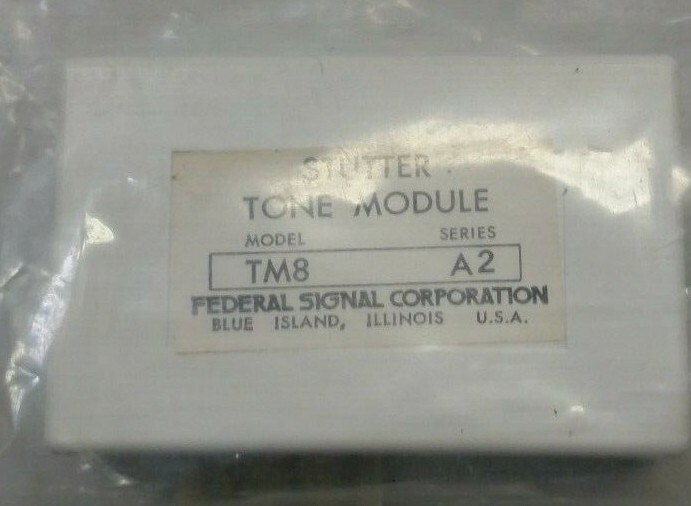 STUTTER
TONE MODULE
MODEL SERIES
TM8 A2
FEDERAL SIGNAL CORPORATION
BLUE ISLAND, ILLINOIS U.S.A.